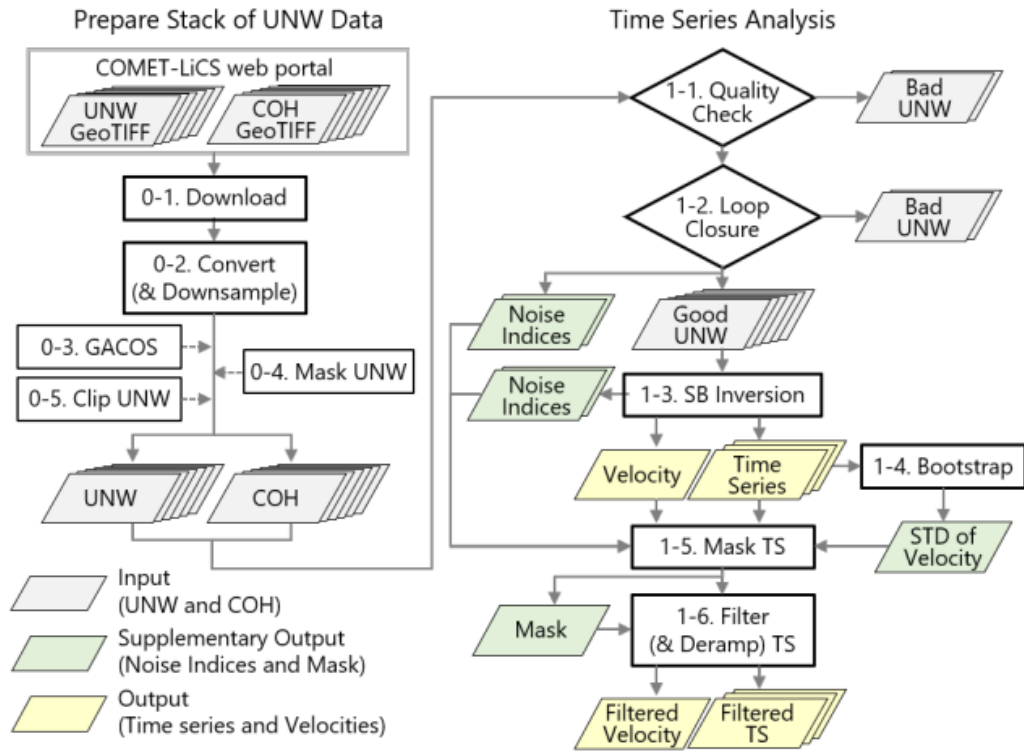 Prepare Stack of UNW Data
COMET-LiCS web portal
UNW
GeoTIFF
COH
GeoTIFF
0-1. Download
0-2. Convert
(& Downsample)
0-3. GACOS
0-4. Mask UNW
0-5. Clip UNW
UNW
COH
Input
(UNW and COH)
Supplementary Output
(Noise Indices and Mask)
Output
(Time series and Velocities)
Time Series Analysis
1-1. Quality
Check
Bad
UNW
1-2. Loop
Closure
Bad
UNW
Noise
Indices
Good
UNW
Noise
Indices
1-3. SB Inversion
Velocity
Time
Series
1-4. Bootstrap
STD of
Velocity
1-5. Mask TS
Mask
1-6. Filter
(& Deramp) TS
Filtered
Velocity
Filtered
TS